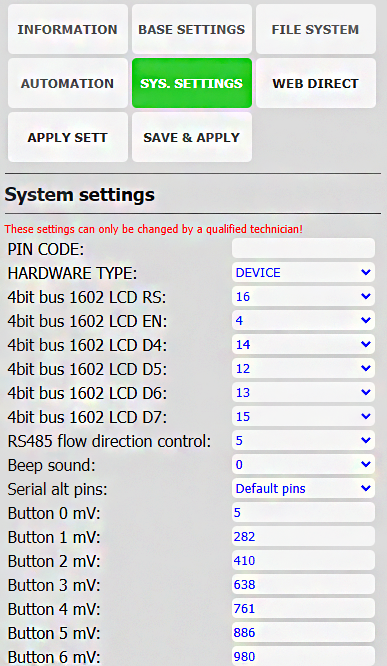 INFORMATION BASE SETTINGS FILE SYSTEM
AUTOMATION SYS. SETTINGS WEB DIRECT
APPLY SETT SAVE & APPLY
System settings
These settings can only be changed by a qualified technician!
PIN CODE:
HARDWARE TYPE: DEVICE
4bit bus 1602 LCD RS: 16
4bit bus 1602 LCD EN: 4
4bit bus 1602 LCD D4: 14
4bit bus 1602 LCD D5: 12
4bit bus 1602 LCD D6: 13
4bit bus 1602 LCD D7: 15
RS485 flow direction control: 5
Beep sound: 0
Serial alt pins: Default pins
Button 0 mV: 5
Button 1 mV: 282
Button 2 mV: 410
Button 3 mV: 638
Button 4 mV: 761
Button 5 mV: 886
Button 6 mV: 980